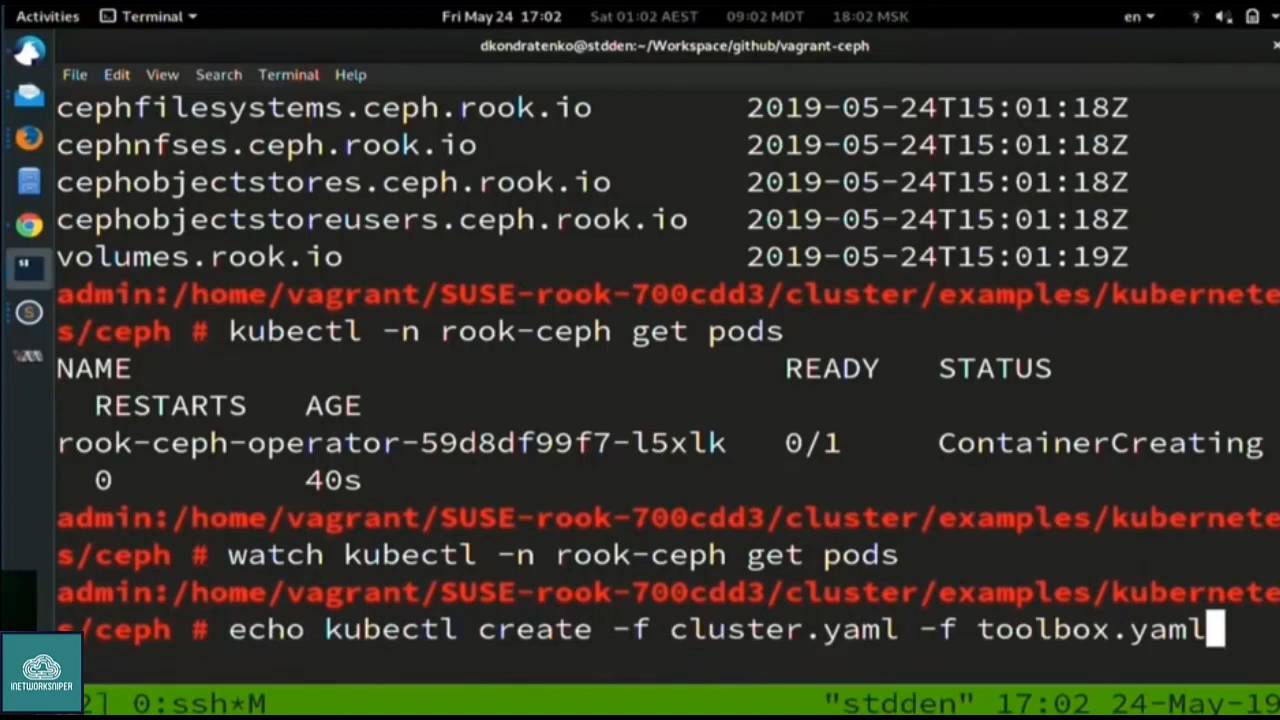 Activities Terminal Fri May 24 17:02 Sat 01:02 AEST 09:02 MDT 18:02 MSK en ?
dkondratenko@stdden:~/Workspace/github/vagrant-ceph
File Edit View Search Terminal Help
cephfilesystems.ceph.rook.io 2019-05-24T15:01:18Z
cephnfses.ceph.rook.io 2019-05-24T15:01:18Z
cephobjectstores.ceph.rook.io 2019-05-24T15:01:18Z
cephobjectstoreusers.ceph.rook.io 2019-05-24T15:01:18Z
volumes.rook.io 2019-05-24T15:01:19Z
admin:/home/vagrant/SUSE-rook-700cdd3/cluster/examples/kubernete
s/ceph # kubectl -n rook-ceph get pods
NAME READY STATUS
RESTARTS AGE
rook-ceph-operator-59d8df99f7-l5xlk 0/1 ContainerCreating
0 40s
admin:/home/vagrant/SUSE-rook-700cdd3/cluster/examples/kubernete
s/ceph # watch kubectl -n rook-ceph get pods
admin:/home/vagrant/SUSE-rook-700cdd3/cluster/examples/kubernete
s/ceph # echo kubectl create -f cluster.yaml -f toolbox.yaml
INETWORKSNIPER
2] 0:ssh*M "stdden" 17:02 24-May-19